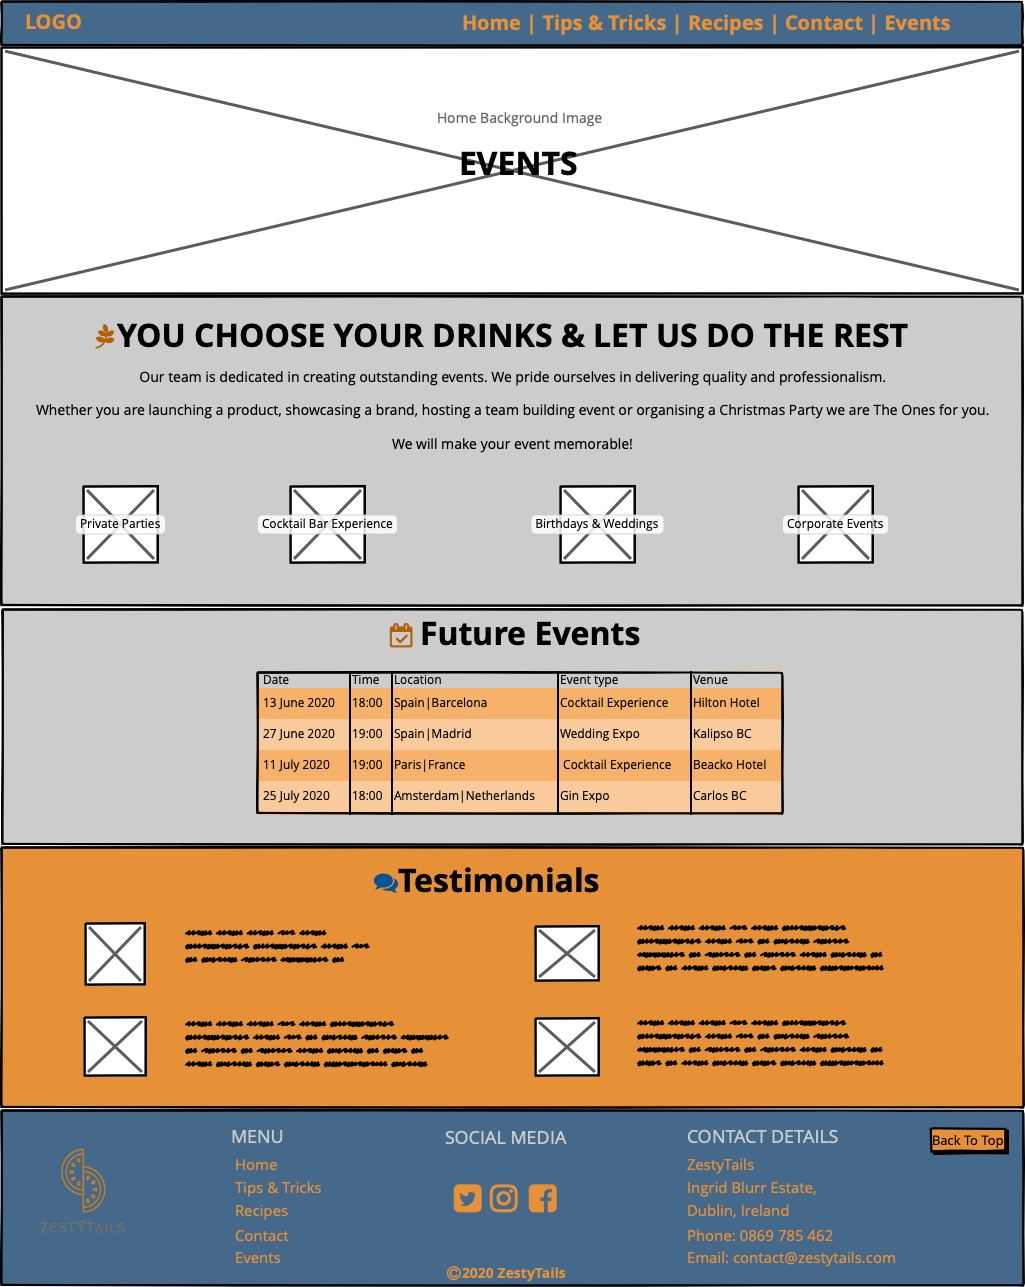 LOGO
Home | Tips & Tricks | Recipes | Contact | Events
Home Background Image
EVENTS
YOU CHOOSE YOUR DRINKS & LET US DO THE REST
Our team is dedicated in creating outstanding events. We pride ourselves in delivering quality and professionalism.
Whether you are launching a product, showcasing a brand, hosting a team building event or organising a Christmas Party we are The Ones for you.
We will make your event memorable!
Private Parties
Cocktail Bar Experience
Birthdays & Weddings
Corporate Events
Future Events
Date Time Location Event type Venue
13 June 2020 18:00 Spain|Barcelona Cocktail Experience Hilton Hotel
27 June 2020 19:00 Spain|Madrid Wedding Expo Kalipso BC
11 July 2020 19:00 Paris|France Cocktail Experience Beacko Hotel
25 July 2020 18:00 Amsterdam|Netherlands Gin Expo Carlos BC
Testimonials
ZESTYTAILS
MENU
Home
Tips & Tricks
Recipes
Contact
Events
SOCIAL MEDIA
©2020 ZestyTails
CONTACT DETAILS
ZestyTails
Ingrid Blurr Estate,
Dublin, Ireland
Phone: 0869 785 462
Email: contact@zestytails.com
Back To Top